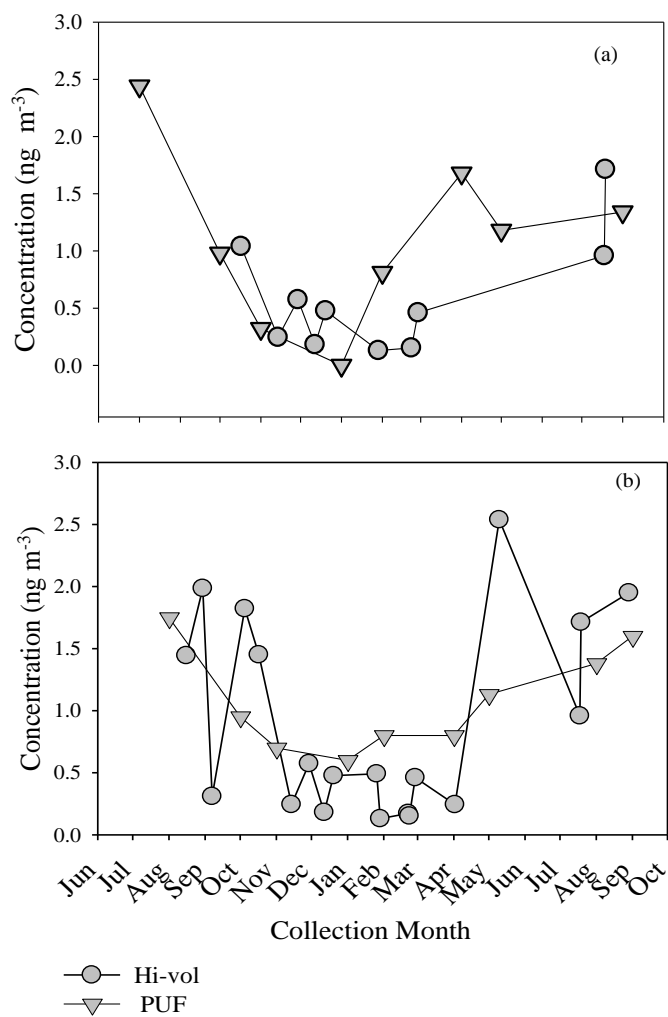 3.0
(a)
2.5
2.0
1.5
1.0
0.5
0.0
Concentration (ng m-3)
3.0
(b)
2.5
2.0
1.5
1.0
0.5
0.0
Concentration (ng m-3)
Jun Jul Aug Sep Oct Nov Dec Jan Feb Mar Apr May Jun Jul Aug Sep Oct
Collection Month
Hi-vol
PUF